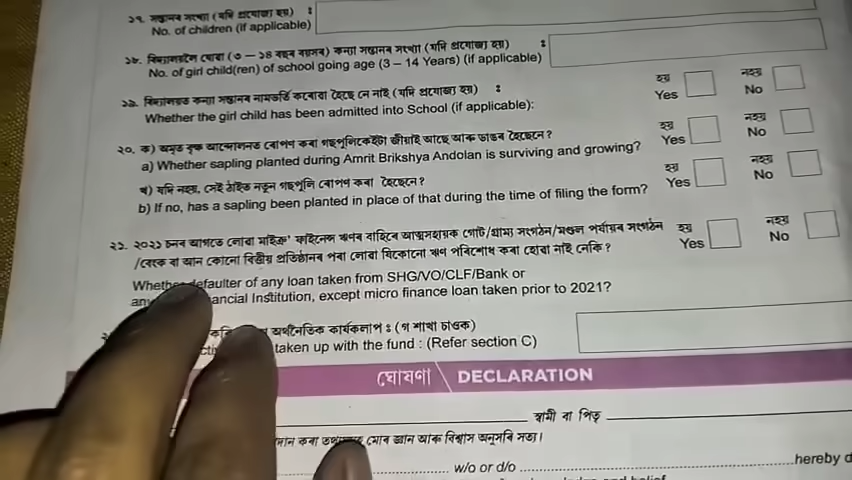 ১৭. সন্তানৰ সংখ্যা (যদি প্ৰযোজ্য হয়) :
No. of children (if applicable)
১৮. বিদ্যালয়লৈ যোৱা (৩ – ১৪ বছৰ বয়সৰ) কন্যা সন্তানৰ সংখ্যা (যদি প্ৰযোজ্য হয়) :
No. of girl child(ren) of school going age (3 – 14 Years) (if applicable)
১৯. বিদ্যালয়ত কন্যা সন্তানৰ নামভৰ্তি কৰোৱা হৈছে নে নাই (যদি প্ৰযোজ্য হয়) : হয় নহয়
Whether the girl child has been admitted into School (if applicable): Yes No
২০. ক) অমৃত বৃক্ষ আন্দোলনত ৰোপণ কৰা গছপুলিকেইটা জীয়াই আছে আৰু ডাঙৰ হৈছেনে? হয় নহয়
a) Whether sapling planted during Amrit Brikshya Andolan is surviving and growing? Yes No
খ) যদি নহয়, সেই ঠাইত নতুন গছপুলি ৰোপণ কৰা হৈছেনে? হয় নহয়
b) If no, has a sapling been planted in place of that during the time of filing the form? Yes No
২১. ২০২১ চনৰ আগতে লোৱা মাইক্ৰ' ফাইনেন্স ঋণৰ বাহিৰে আত্মসহায়ক গোট/গ্ৰাম্য সংগঠন/মণ্ডল পৰ্যায়ৰ সংগঠন হয় নহয়
/বেংক বা আন কোনো বিত্তীয় প্ৰতিষ্ঠানৰ পৰা লোৱা যিকোনো ঋণ পৰিশোধ কৰা হোৱা নাই নেকি? Yes No
Whether defaulter of any loan taken from SHG/VO/CLF/Bank or
any ancial Institution, except micro finance loan taken prior to 2021?
অৰ্থনৈতিক কাৰ্যকলাপ : (গ শাখা চাওক)
taken up with the fund : (Refer section C)
ঘোষণা DECLARATION
স্বামী বা পিতৃ
মোৰ জ্ঞান আৰু বিশ্বাস অনুসৰি সত্য।
w/o or d/o hereby d